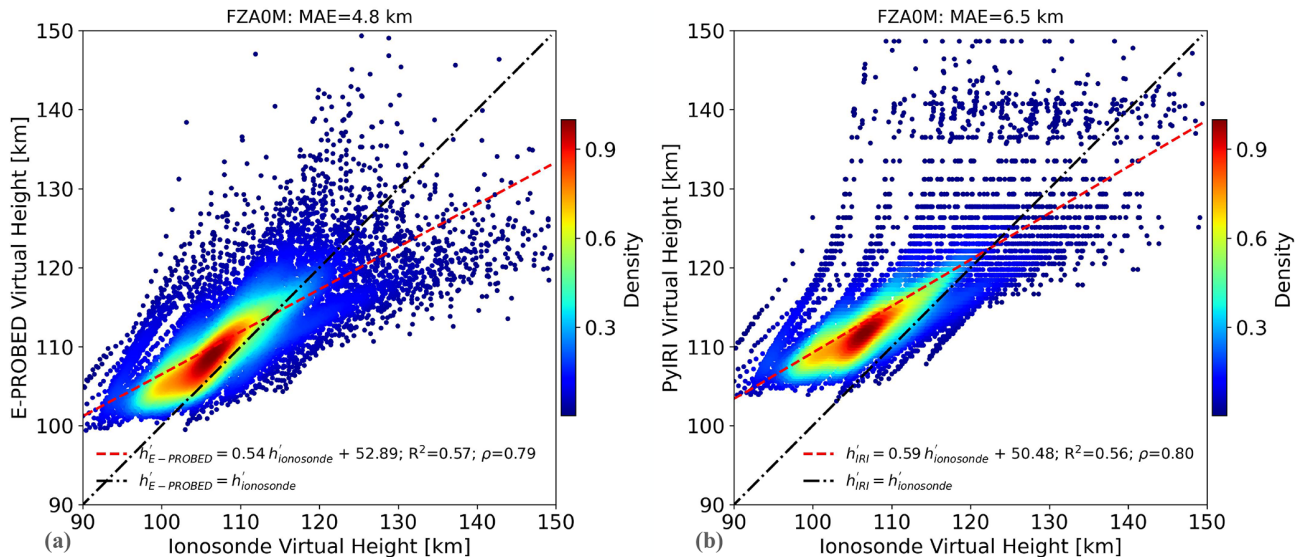 FZA0M: MAE=4.8 km
150
140
130
120
110
100
90
E-PROBED Virtual Height [km]
h'E−PROBED = 0.54 h'ionosonde + 52.89; R²=0.57; ρ=0.79
h'E−PROBED = h'ionosonde
90 100 110 120 130 140 150
Ionosonde Virtual Height [km]
(a)
0.9
0.6
0.3
Density
FZA0M: MAE=6.5 km
150
140
130
120
110
100
90
PyIRI Virtual Height [km]
h'IRI = 0.59 h'ionosonde + 50.48; R²=0.56; ρ=0.80
h'IRI = h'ionosonde
90 100 110 120 130 140 150
Ionosonde Virtual Height [km]
(b)
0.9
0.6
0.3
Density